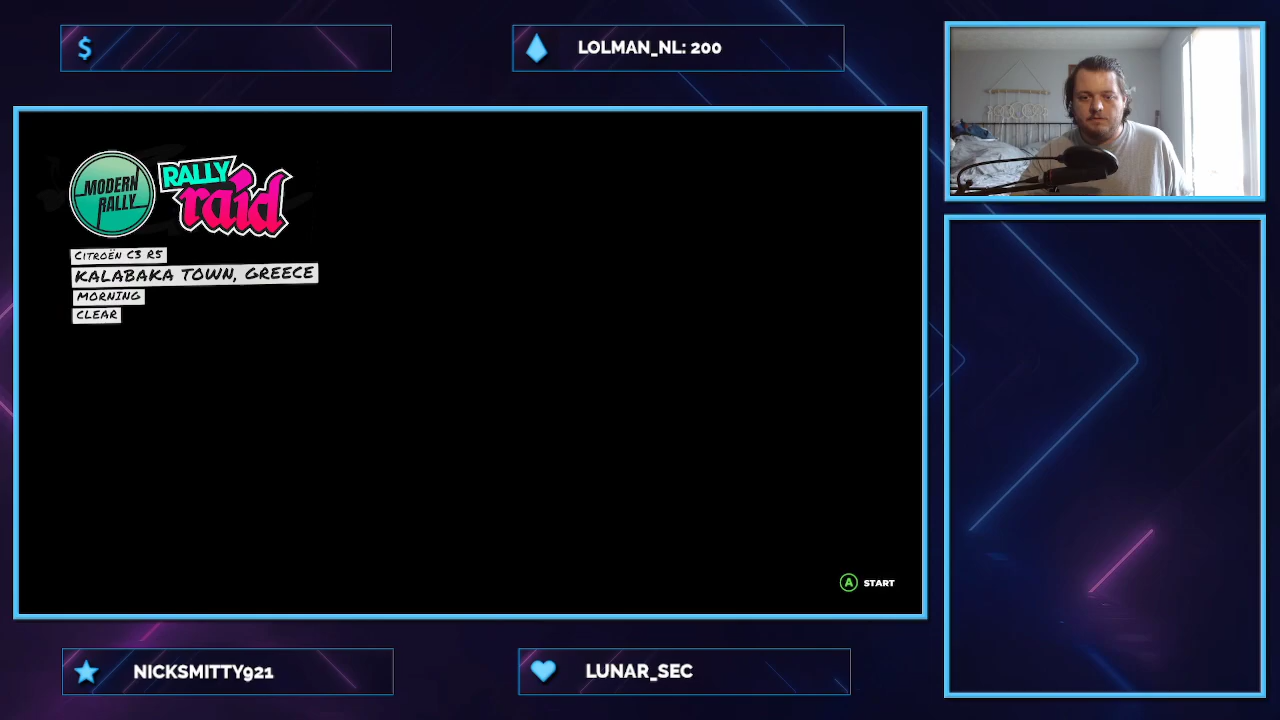 $
LOLMAN_NL: 200
MODERN
RALLY
RALLY
raid
CITROËN C3 R5
KALABAKA TOWN, GREECE
MORNING
CLEAR
A START
NICKSMITTY921
LUNAR_SEC